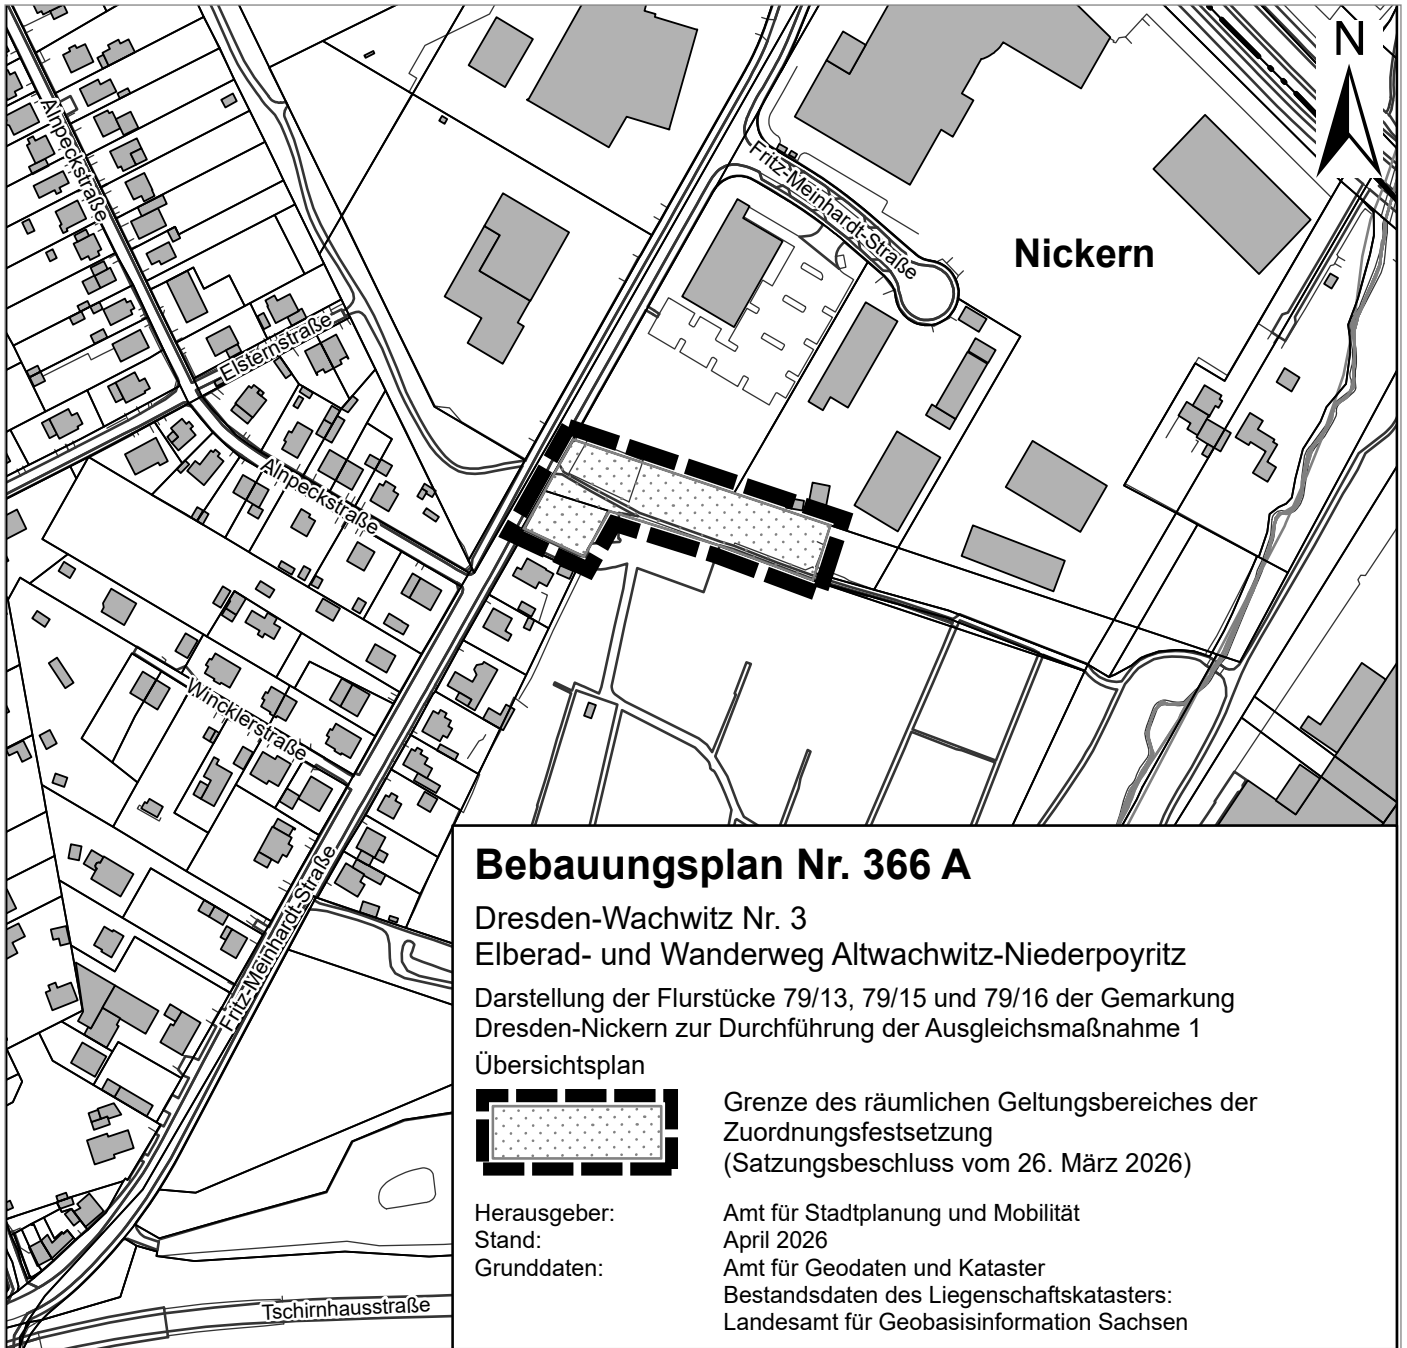 N
Alnpeckstraße
Fritz-Meinhardt-Straße
Nickern
Elsternstraße
Alnpeckstraße
Wincklerstraße
Fritz-Meinhardt-Straße
Tschirnhausstraße
Bebauungsplan Nr. 366 A
Dresden-Wachwitz Nr. 3
Elberad- und Wanderweg Altwachwitz-Niederpoyritz
Darstellung der Flurstücke 79/13, 79/15 und 79/16 der Gemarkung
Dresden-Nickern zur Durchführung der Ausgleichsmaßnahme 1
Übersichtsplan
Grenze des räumlichen Geltungsbereiches der
Zuordnungsfestsetzung
(Satzungsbeschluss vom 26. März 2026)
Herausgeber: Amt für Stadtplanung und Mobilität
Stand: April 2026
Grunddaten: Amt für Geodaten und Kataster
Bestandsdaten des Liegenschaftskatasters:
Landesamt für Geobasisinformation Sachsen